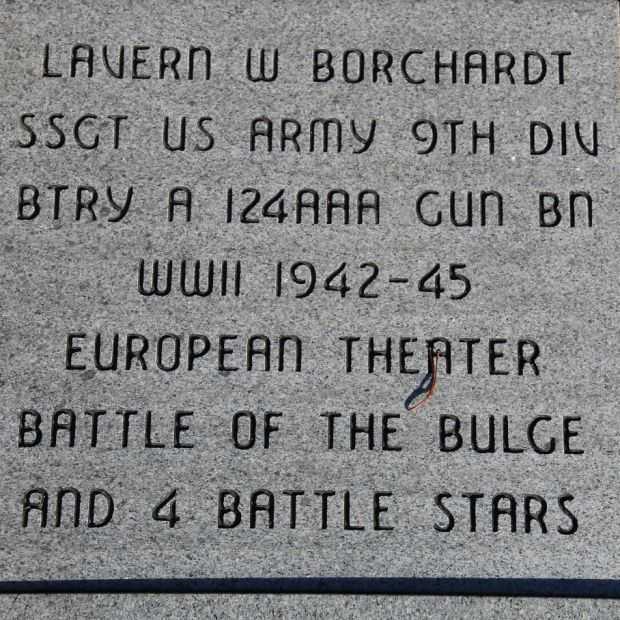 LAVERN W BORCHARDT
SSGT US ARMY 9TH DIV
BTRY A 124AAA GUN BN
WWII 1942-45
EUROPEAN THEATER
BATTLE OF THE BULGE
AND 4 BATTLE STARS